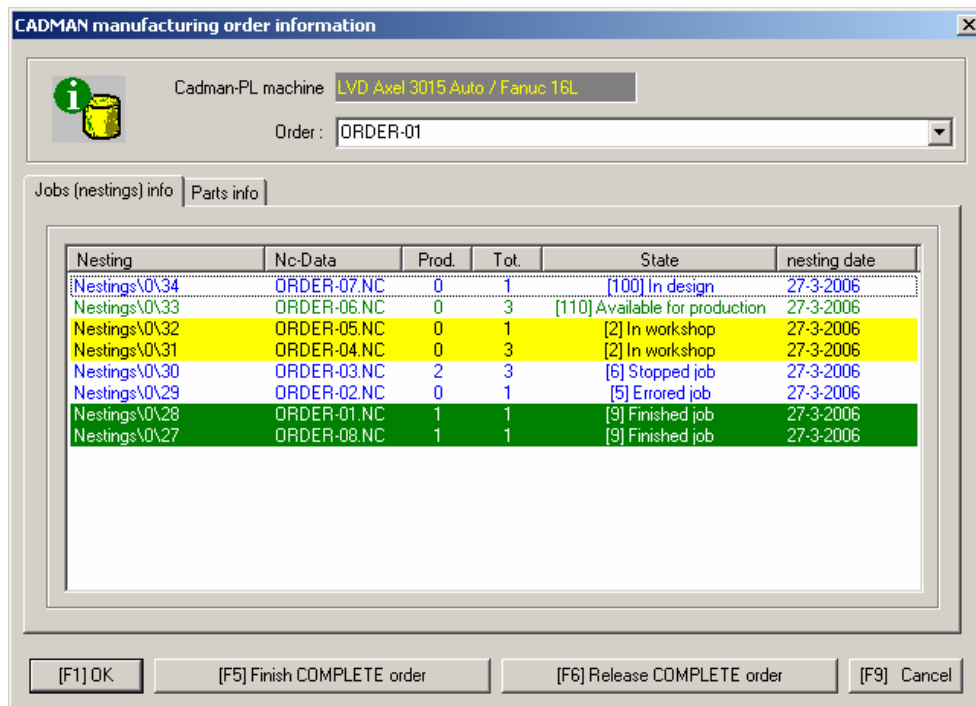 CADMAN manufacturing order information
Cadman-PL machine LVD Axel 3015 Auto / Fanuc 16L
Order : ORDER-01
Jobs (nestings) info Parts info
Nesting Nc-Data Prod. Tot. State nesting date
Nestings\0\34 ORDER-07.NC 0 1 [100] In design 27-3-2006
Nestings\0\33 ORDER-06.NC 0 3 [110] Available for production 27-3-2006
Nestings\0\32 ORDER-05.NC 0 1 [2] In workshop 27-3-2006
Nestings\0\31 ORDER-04.NC 0 3 [2] In workshop 27-3-2006
Nestings\0\30 ORDER-03.NC 2 3 [6] Stopped job 27-3-2006
Nestings\0\29 ORDER-02.NC 0 1 [5] Errored job 27-3-2006
Nestings\0\28 ORDER-01.NC 1 1 [9] Finished job 27-3-2006
Nestings\0\27 ORDER-08.NC 1 1 [9] Finished job 27-3-2006
[F1] OK [F5] Finish COMPLETE order [F6] Release COMPLETE order [F9] Cancel